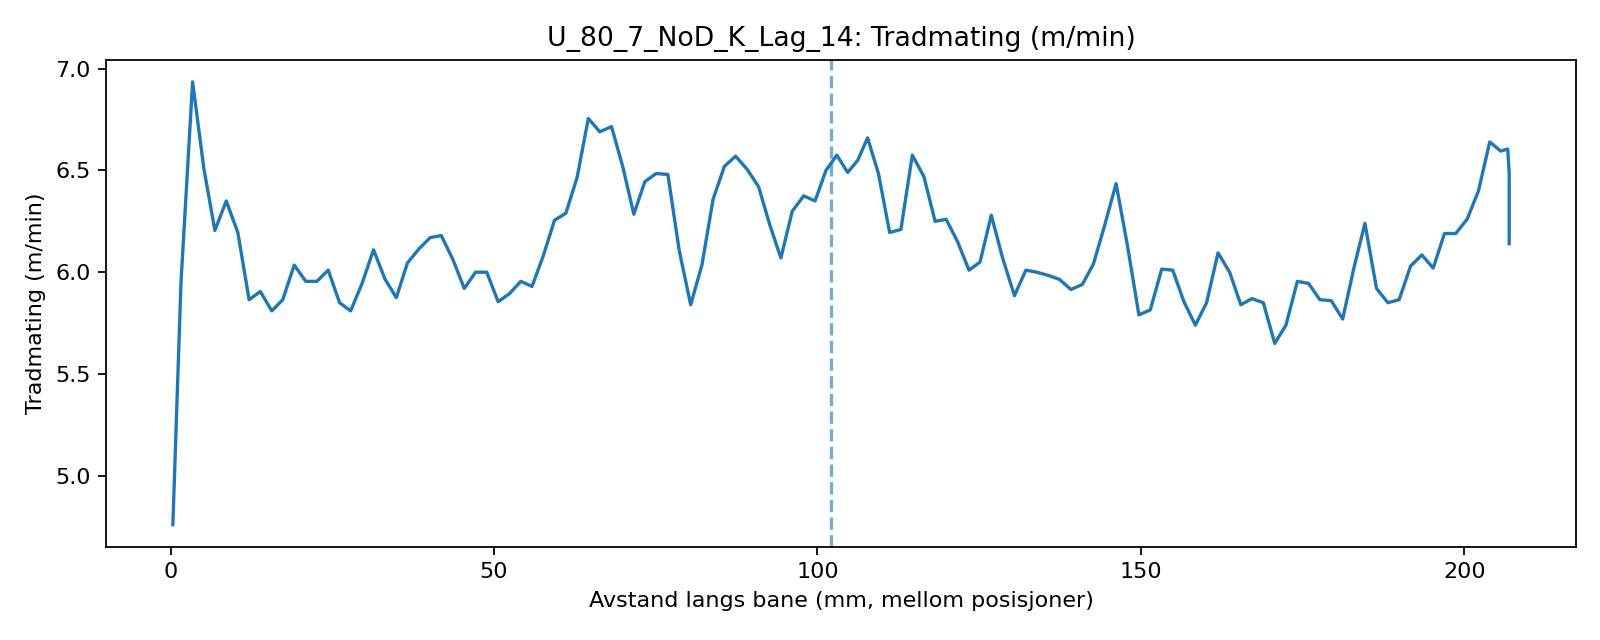 U_80_7_NoD_K_Lag_14: Tradmating (m/min)
7.0
6.5
6.0
5.5
5.0
Tradmating (m/min)
0 50 100 150 200
Avstand langs bane (mm, mellom posisjoner)